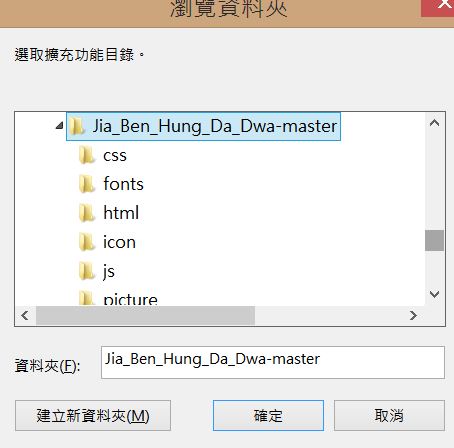 瀏覽資料夾
選取擴充功能目錄。
Jia_Ben_Hung_Da_Dwa-master
css
fonts
html
icon
js
picture
資料夾(F): Jia_Ben_Hung_Da_Dwa-master
建立新資料夾(M) 確定 取消